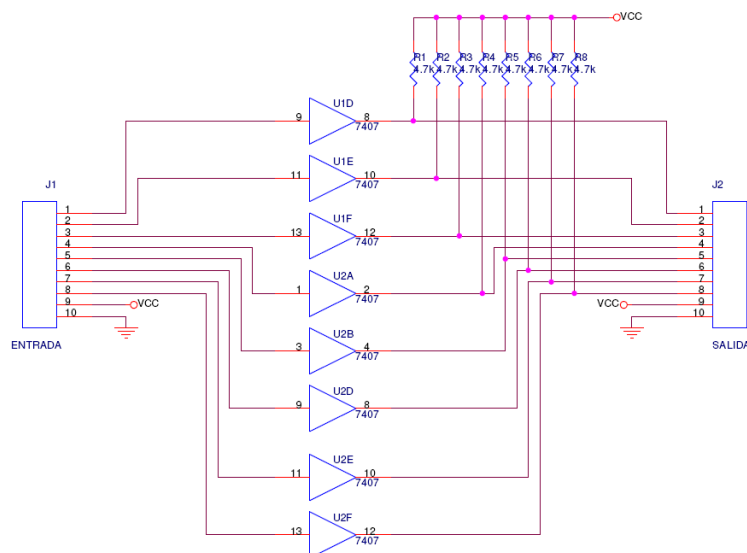 VCC
R1 R2 R3 R4 R5 R6 R7 R8
4.7k 4.7k 4.7k 4.7k 4.7k 4.7k 4.7k 4.7k
U1D
9 8
7407
U1E
11 10
7407
J1
J2
U1F
13 12
7407
U2A
1 2
7407
U2B
3 4
7407
U2D
9 8
7407
U2E
11 10
7407
U2F
13 12
7407
1
2
3
4
5
6
7
8
9 VCC
10
ENTRADA
1
2
3
4
5
6
7
8
VCC 9
10
SALIDA